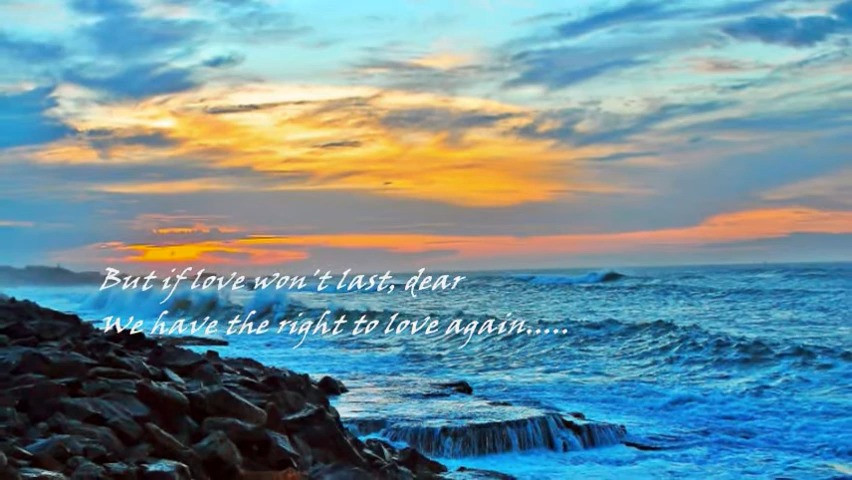 But if love won't last, dear
We have the right to love again.....